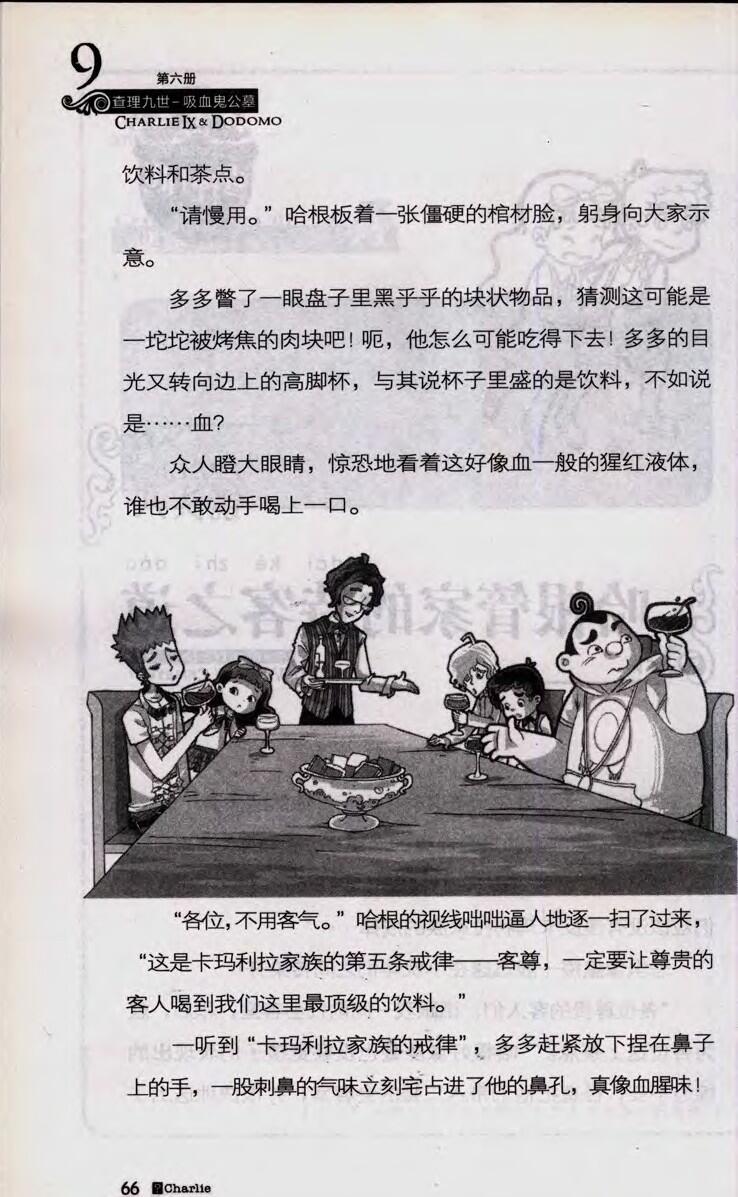 9
第六册
查理九世-吸血鬼公墓
CHARLIE IX & DODOMO
饮料和茶点。
“请慢用。”哈根板着一张僵硬的棺材脸，躬身向大家示
意。
多多瞥了一眼盘子里黑乎乎的块状物品，猜测这可能是
一坨坨被烤焦的肉块吧！呃，他怎么可能吃得下去！多多的目
光又转向边上的高脚杯，与其说杯子里盛的是饮料，不如说
是……血？
众人瞪大眼睛，惊恐地看着这好像血一般的猩红液体，
谁也不敢动手喝上一口。
“各位，不用客气。”哈根的视线咄咄逼人地逐一扫了过来，
“这是卡玛利拉家族的第五条戒律——客尊，一定要让尊贵的
客人喝到我们这里最顶级的饮料。”
一听到“卡玛利拉家族的戒律”，多多赶紧放下捏在鼻子
上的手，一股刺鼻的气味立刻宅占进了他的鼻孔，真像血腥味！
66 Charlie